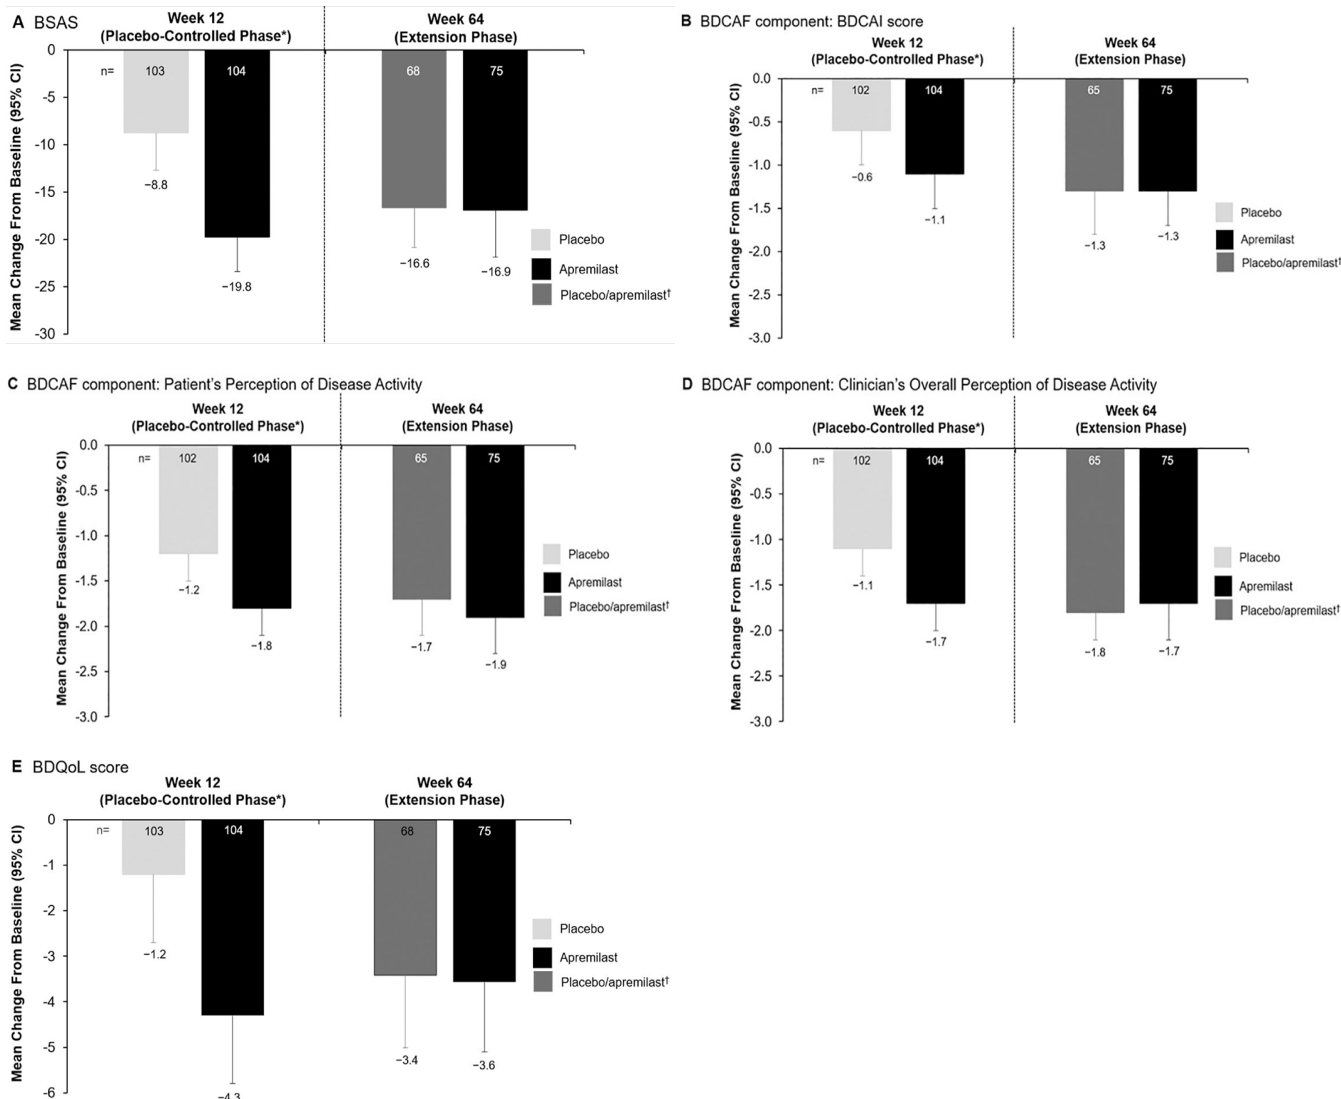 A BSAS
Week 12
(Placebo-Controlled Phase*)
Week 64
(Extension Phase)
Mean Change From Baseline (95% CI)
0
-5
-10
-15
-20
-25
-30
n=
103
104
68
75
−8.8
−19.8
−16.6
−16.9
Placebo
Apremilast
Placebo/apremilast†
B BDCAF component: BDCAI score
Week 12
(Placebo-Controlled Phase*)
Week 64
(Extension Phase)
Mean Change From Baseline (95% CI)
0.0
-0.5
-1.0
-1.5
-2.0
-2.5
-3.0
n=
102
104
65
75
−0.6
−1.1
−1.3
−1.3
Placebo
Apremilast
Placebo/apremilast†
C BDCAF component: Patient’s Perception of Disease Activity
Week 12
(Placebo-Controlled Phase*)
Week 64
(Extension Phase)
Mean Change From Baseline (95% CI)
0.0
-0.5
-1.0
-1.5
-2.0
-2.5
-3.0
n=
102
104
65
75
−1.2
−1.8
−1.7
−1.9
Placebo
Apremilast
Placebo/apremilast†
D BDCAF component: Clinician’s Overall Perception of Disease Activity
Week 12
(Placebo-Controlled Phase*)
Week 64
(Extension Phase)
Mean Change From Baseline (95% CI)
0.0
-0.5
-1.0
-1.5
-2.0
-2.5
-3.0
n=
102
104
65
75
−1.1
−1.7
−1.8
−1.7
Placebo
Apremilast
Placebo/apremilast†
E BDQoL score
Week 12
(Placebo-Controlled Phase*)
Week 64
(Extension Phase)
Mean Change From Baseline (95% CI)
0
-1
-2
-3
-4
-5
-6
n=
103
104
68
75
−1.2
−4.3
−3.4
−3.6
Placebo
Apremilast
Placebo/apremilast†